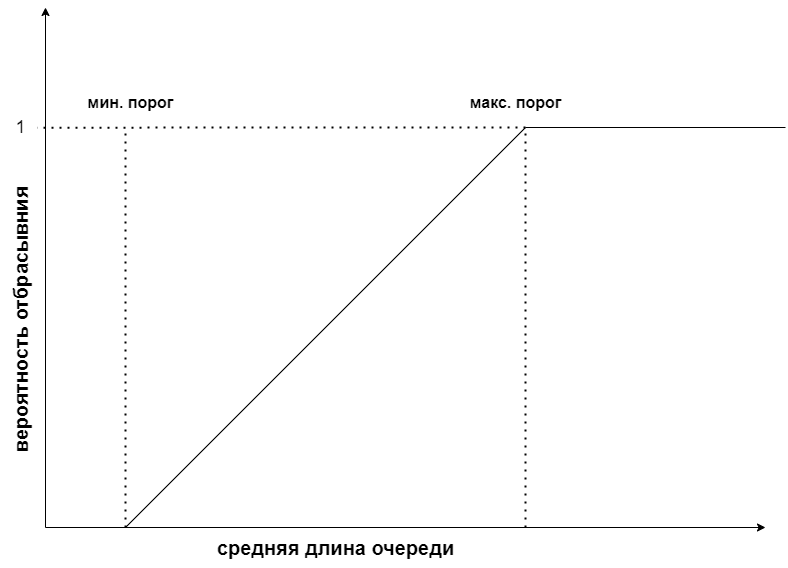 мин. порог
макс. порог
1
вероятность отбрасывния
средняя длина очереди